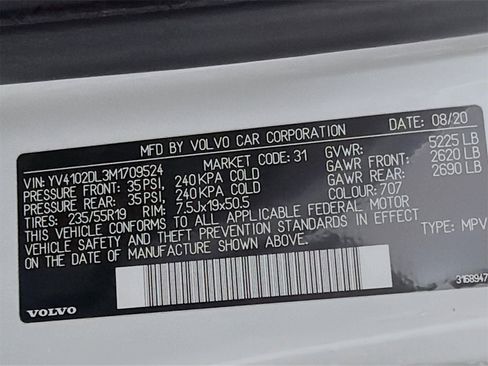 MFD BY VOLVO CAR CORPORATION DATE: 08/20
VIN: YV4102DL3M1709524 MARKET CODE: 31 GVWR: 5225 LB
PRESSURE FRONT: 35PSI, 240KPA COLD GAWR FRONT: 2620 LB
PRESSURE REAR: 35PSI, 240KPA COLD GAWR REAR: 2690 LB
TIRES: 235/55R19 RIM: 7.5Jx19x50.5 COLOUR: 707
THIS VEHICLE CONFORMS TO ALL APPLICABLE FEDERAL MOTOR
VEHICLE SAFETY AND THEFT PREVENTION STANDARDS IN EFFECT
ON THE DATE OF MANUFACTURE SHOWN ABOVE. TYPE: MPV
VOLVO 3168947